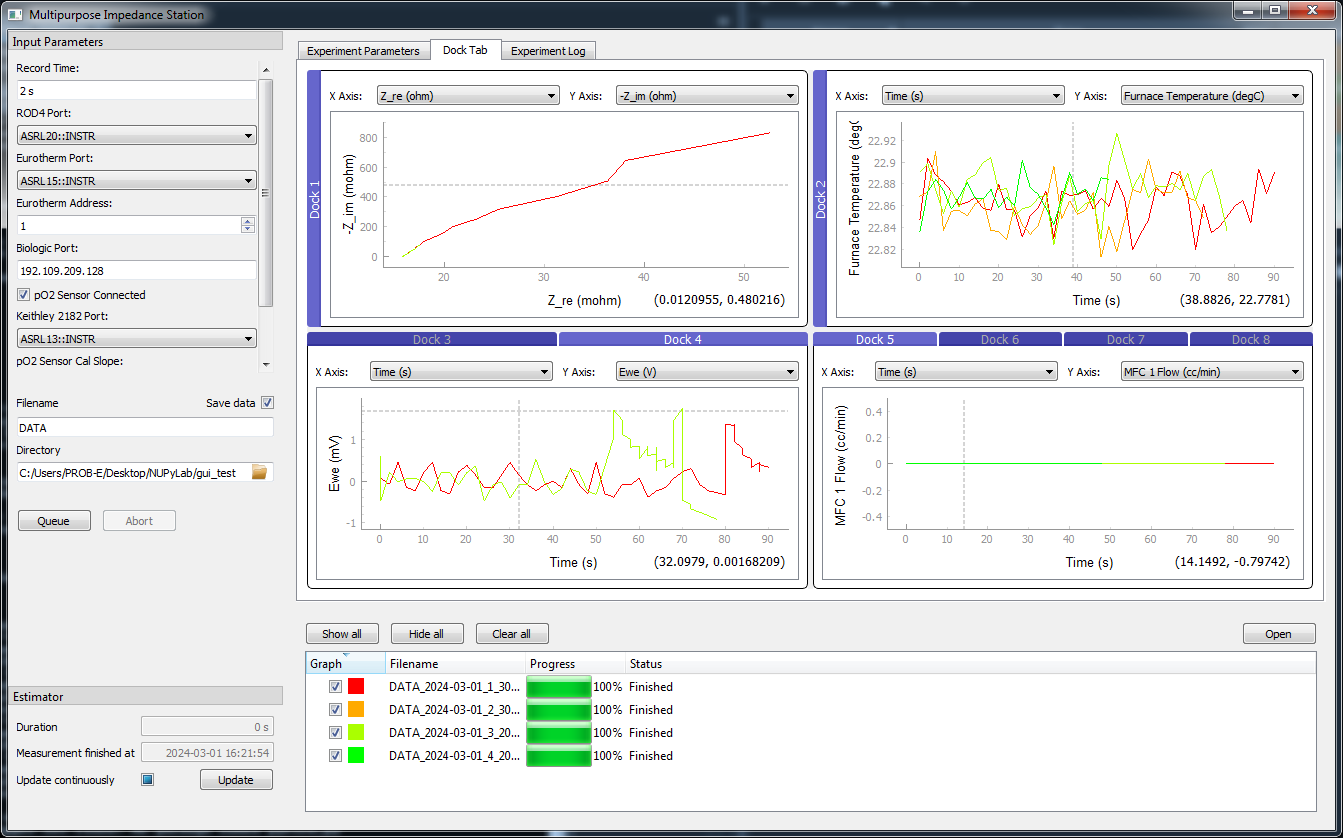 Multipurpose Impedance Station
Input Parameters
Record Time:
2 s
ROD4 Port:
ASRL20::INSTR
Eurotherm Port:
ASRL15::INSTR
Eurotherm Address:
1
Biologic Port:
192.109.209.128
pO2 Sensor Connected
Keithley 2182 Port:
ASRL13::INSTR
pO2 Sensor Cal Slope:
Filename Save data
DATA
Directory
C:/Users/PROB-E/Desktop/NUPyLab/gui_test
Queue Abort
Estimator
Duration 0 s
Measurement finished at 2024-03-01 16:21:54
Update continuously Update
Experiment Parameters Dock Tab Experiment Log
Dock 1
X Axis: Z_re (ohm) Y Axis: -Z_im (ohm)
-Z_im (mohm)
800
600
400
200
0
20 30 40 50
Z_re (mohm) (0.0120955, 0.480216)
Dock 2
X Axis: Time (s) Y Axis: Furnace Temperature (degC)
Furnace Temperature (degC)
22.92
22.9
22.88
22.86
22.84
22.82
0 10 20 30 40 50 60 70 80 90
Time (s) (38.8826, 22.7781)
Dock 3 Dock 4
X Axis: Time (s) Y Axis: Ewe (V)
Ewe (mV)
1
0
-1
0 10 20 30 40 50 60 70 80 90
Time (s) (32.0979, 0.00168209)
Dock 5 Dock 6 Dock 7 Dock 8
X Axis: Time (s) Y Axis: MFC 1 Flow (cc/min)
MFC 1 Flow (cc/min)
0.4
0.2
0
-0.2
-0.4
0 10 20 30 40 50 60 70 80 90
Time (s) (14.1492, -0.79742)
Show all Hide all Clear all Open
Graph Filename Progress Status
DATA_2024-03-01_1_30... 100% Finished
DATA_2024-03-01_2_30... 100% Finished
DATA_2024-03-01_3_20... 100% Finished
DATA_2024-03-01_4_20... 100% Finished